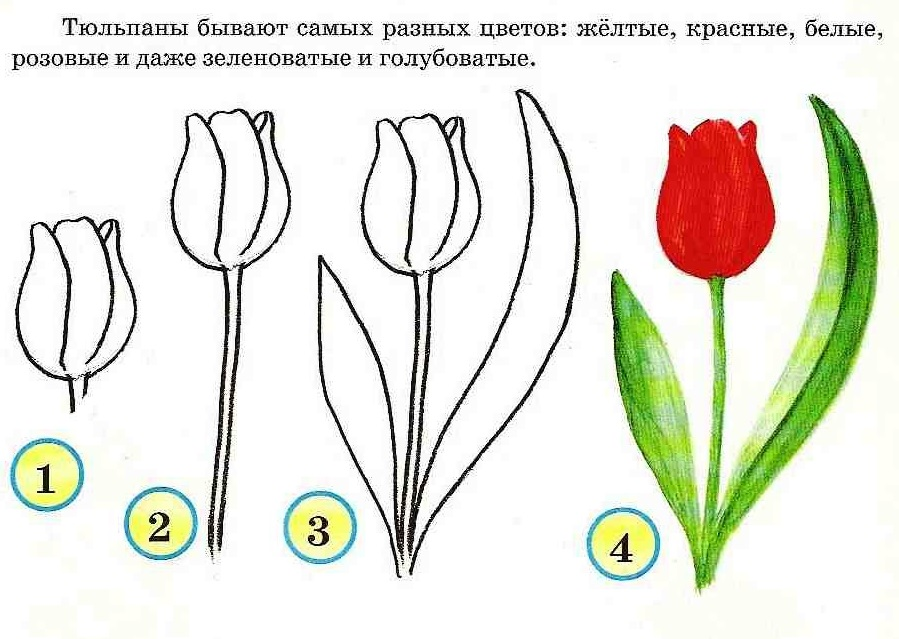 Тюльпаны бывают самых разных цветов: жёлтые, красные, белые,
розовые и даже зеленоватые и голубоватые.
1
2
3
4